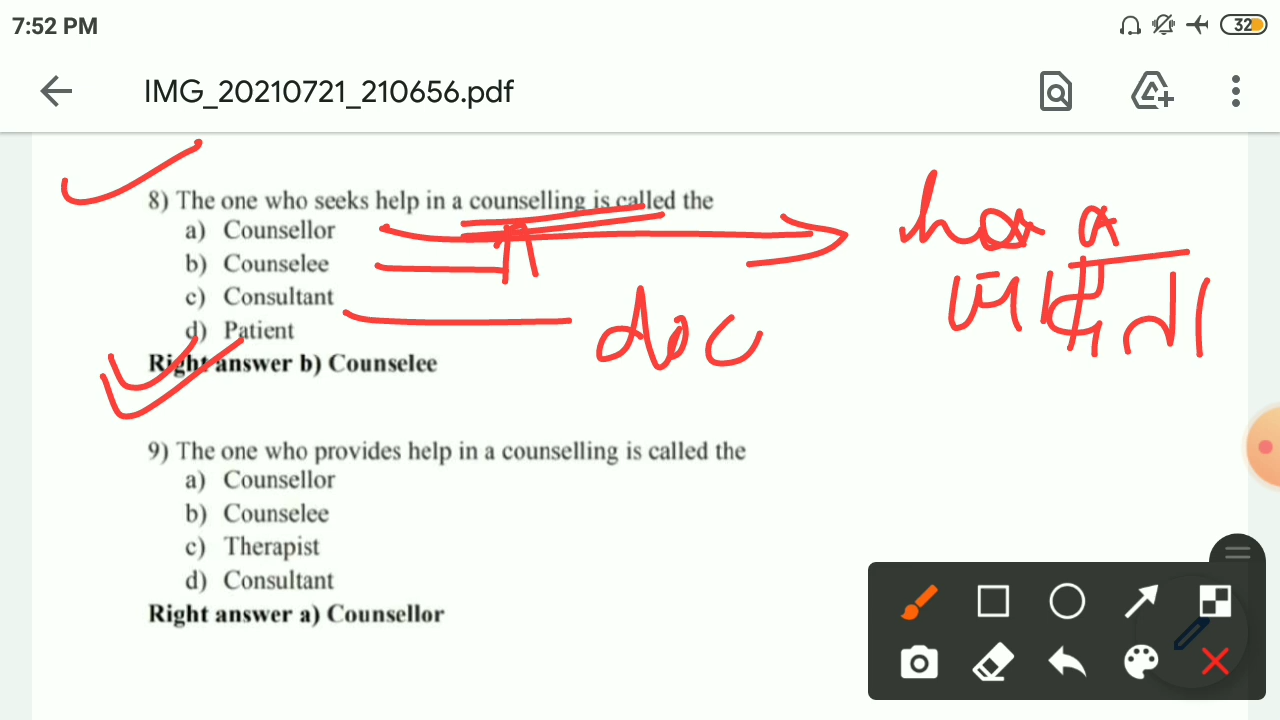 7:52 PM
32
IMG_20210721_210656.pdf
8) The one who seeks help in a counselling is called the
a) Counsellor
b) Counselee
c) Consultant
d) Patient
Right answer b) Counselee
doc
9) The one who provides help in a counselling is called the
a) Counsellor
b) Counselee
c) Therapist
d) Consultant
Right answer a) Counsellor